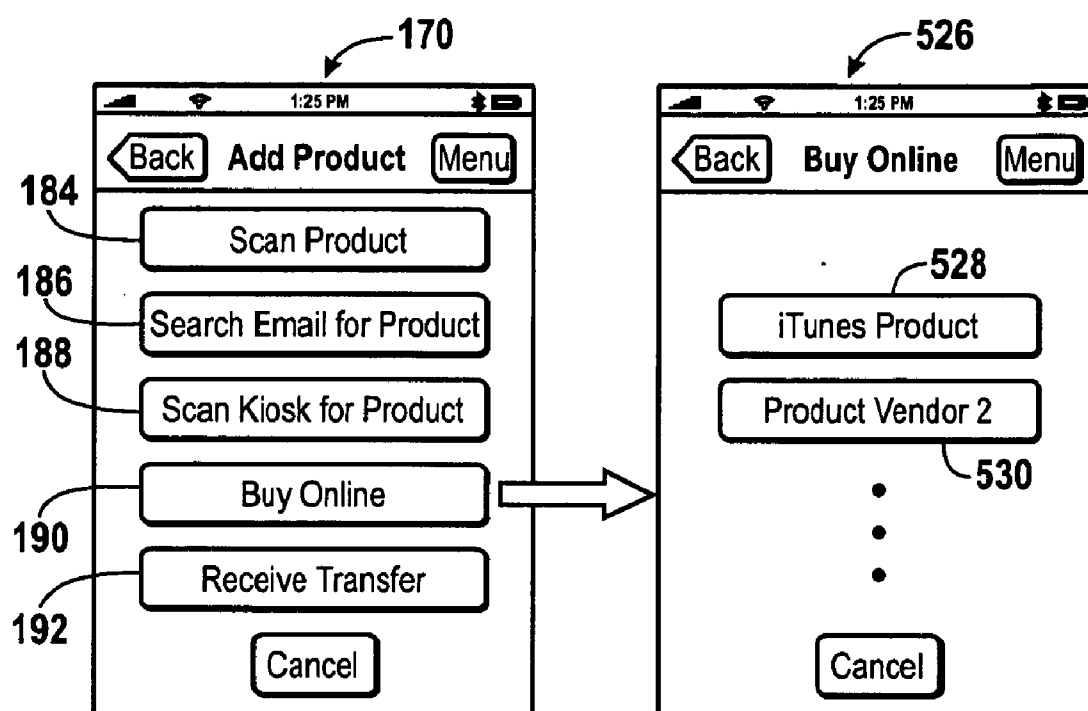 170
1:25 PM
Back Add Product Menu
184
Scan Product
186
Search Email for Product
188
Scan Kiosk for Product
190
Buy Online
192
Receive Transfer
Cancel
526
1:25 PM
Back Buy Online Menu
528
iTunes Product
Product Vendor 2
530
Cancel